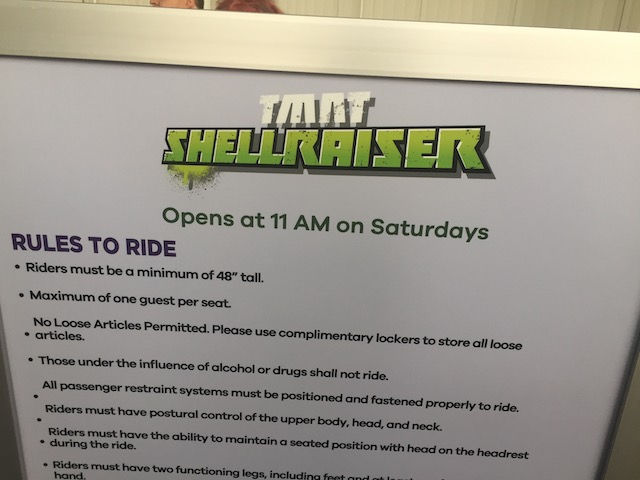 TMNT
SHELLRAISER
Opens at 11 AM on Saturdays
RULES TO RIDE
• Riders must be a minimum of 48” tall.
• Maximum of one guest per seat.
No Loose Articles Permitted. Please use complimentary lockers to store all loose
• articles.
• Those under the influence of alcohol or drugs shall not ride.
All passenger restraint systems must be positioned and fastened properly to ride.
•
Riders must have postural control of the upper body, head, and neck.
•
Riders must have the ability to maintain a seated position with head on the headrest
• during the ride.
• Riders must have two functioning legs, including feet and at
hand.